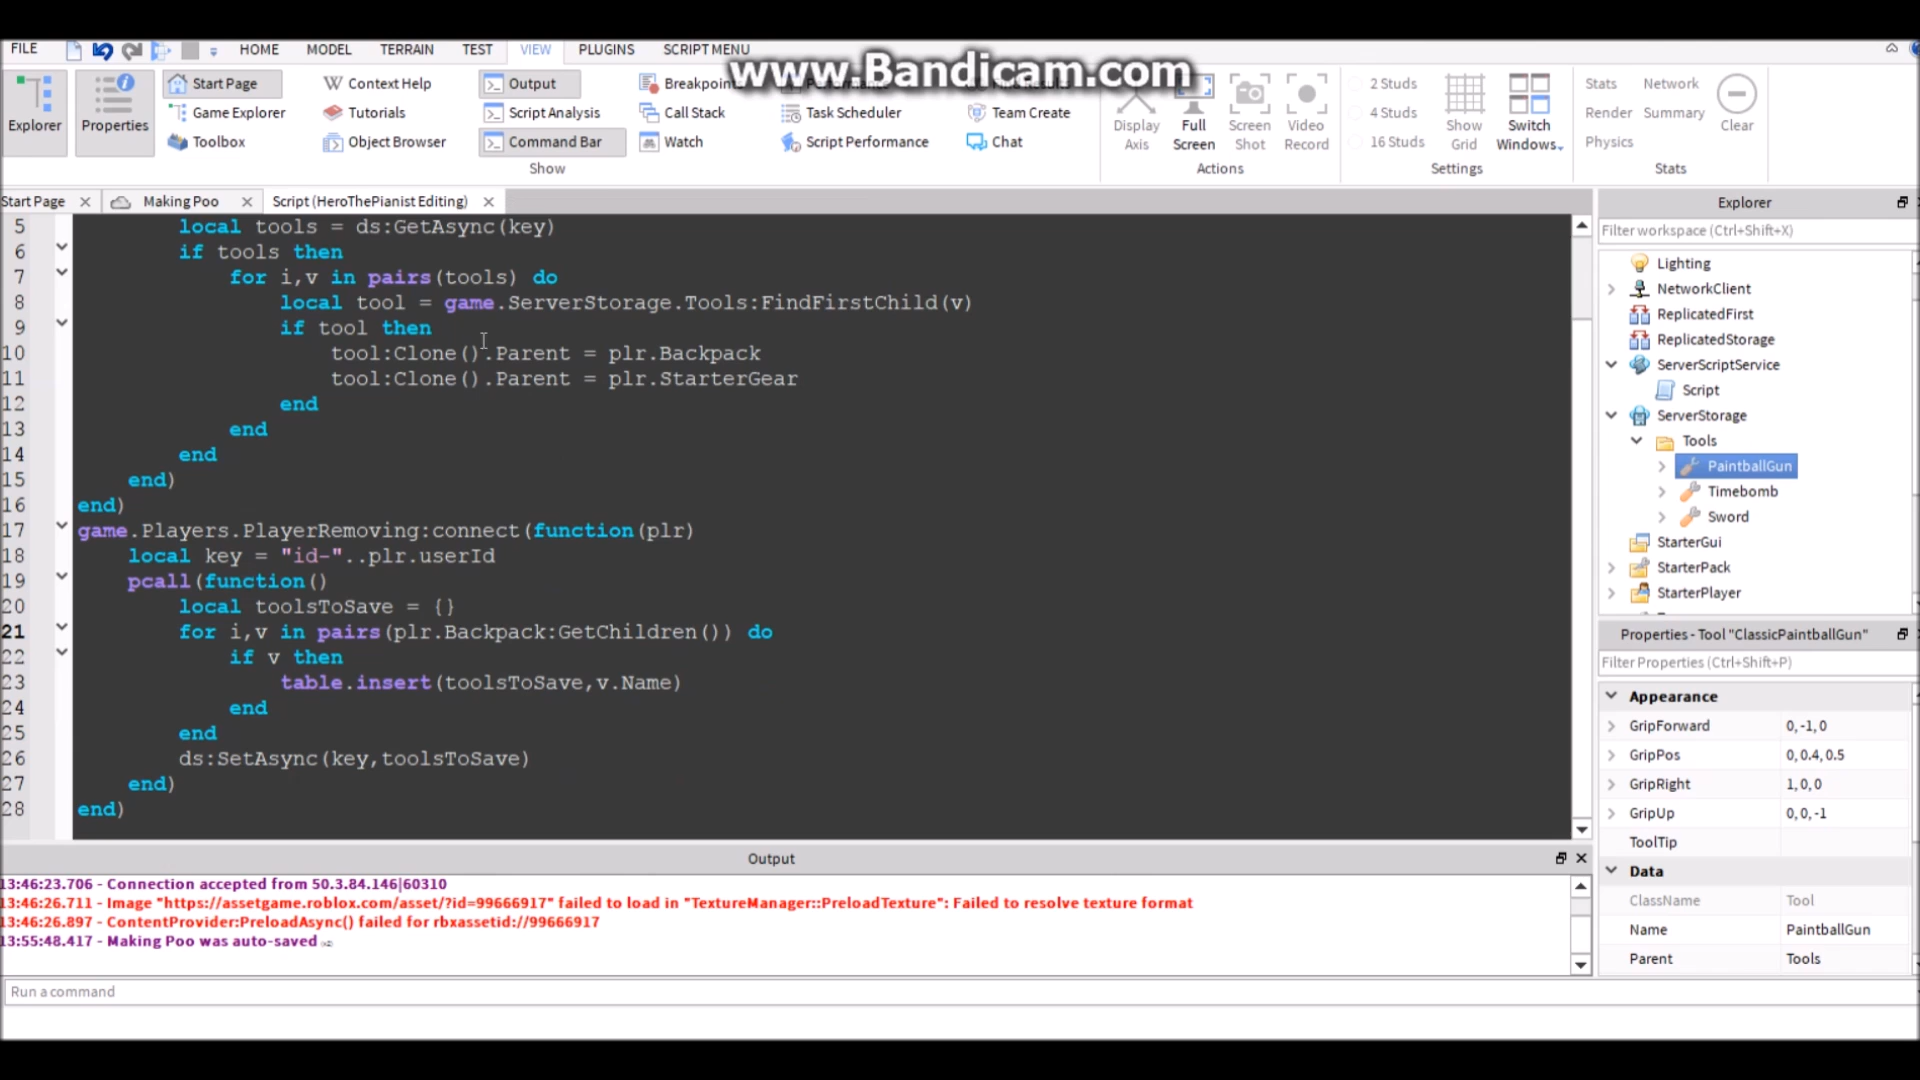 www.Bandicam.com
FILE HOME MODEL TERRAIN TEST VIEW PLUGINS SCRIPT MENU
Start Page Context Help Output Breakpoin 2 Studs Stats Network
Game Explorer Tutorials Script Analysis Call Stack Task Scheduler Team Create 4 Studs Render Summary
Toolbox Object Browser Command Bar Watch Script Performance Chat 16 Studs Physics
Explorer Properties Display Axis Full Screen Screen Shot Video Record Show Grid Switch Windows Clear
Show Actions Settings Stats
Start Page Making Poo Script (HeroThePianist Editing)
5 local tools = ds:GetAsync(key)
6 if tools then
7 for i,v in pairs(tools) do
8 local tool = game.ServerStorage.Tools:FindFirstChild(v)
9 if tool then
10 tool:Clone().Parent = plr.Backpack
11 tool:Clone().Parent = plr.StarterGear
12 end
13 end
14 end
15 end)
16 end)
17 game.Players.PlayerRemoving:connect(function(plr)
18 local key = "id-"..plr.userId
19 pcall(function()
20 local toolsToSave = {}
21 for i,v in pairs(plr.Backpack:GetChildren()) do
22 if v then
23 table.insert(toolsToSave,v.Name)
24 end
25 end
26 ds:SetAsync(key,toolsToSave)
27 end)
28 end)
Output
13:46:23.706 - Connection accepted from 50.3.84.146|60310
13:46:26.711 - Image "https://assetgame.roblox.com/asset/?id=99666917" failed to load in "TextureManager::PreloadTexture": Failed to resolve texture format
13:46:26.897 - ContentProvider:PreloadAsync() failed for rbxassetid://99666917
13:55:48.417 - Making Poo was auto-saved
Run a command
Explorer
Filter workspace (Ctrl+Shift+X)
Lighting
NetworkClient
ReplicatedFirst
ReplicatedStorage
ServerScriptService
Script
ServerStorage
Tools
PaintballGun
Timebomb
Sword
StarterGui
StarterPack
StarterPlayer
Properties - Tool "ClassicPaintballGun"
Filter Properties (Ctrl+Shift+P)
Appearance
GripForward 0, -1, 0
GripPos 0, 0.4, 0.5
GripRight 1, 0, 0
GripUp 0, 0, -1
ToolTip
Data
ClassName Tool
Name PaintballGun
Parent Tools